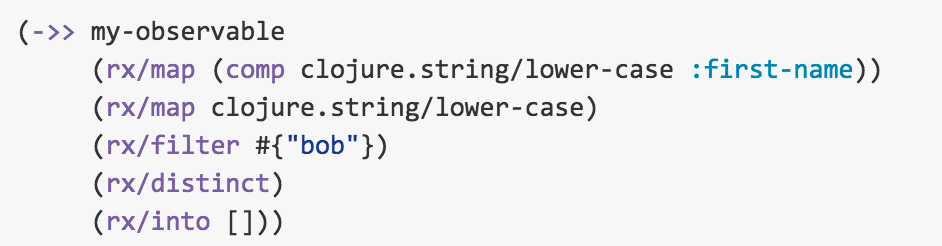 (->> my-observable
     (rx/map (comp clojure.string/lower-case :first-name))
     (rx/map clojure.string/lower-case)
     (rx/filter #{"bob"})
     (rx/distinct)
     (rx/into []))